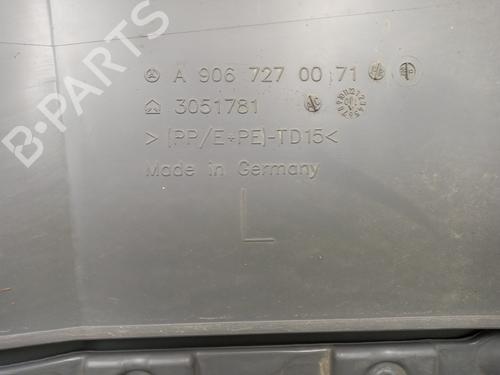 A 906 727 00 71
3051781
>(PP/E+PE)-TD15<
Made in Germany
L
B-PARTS